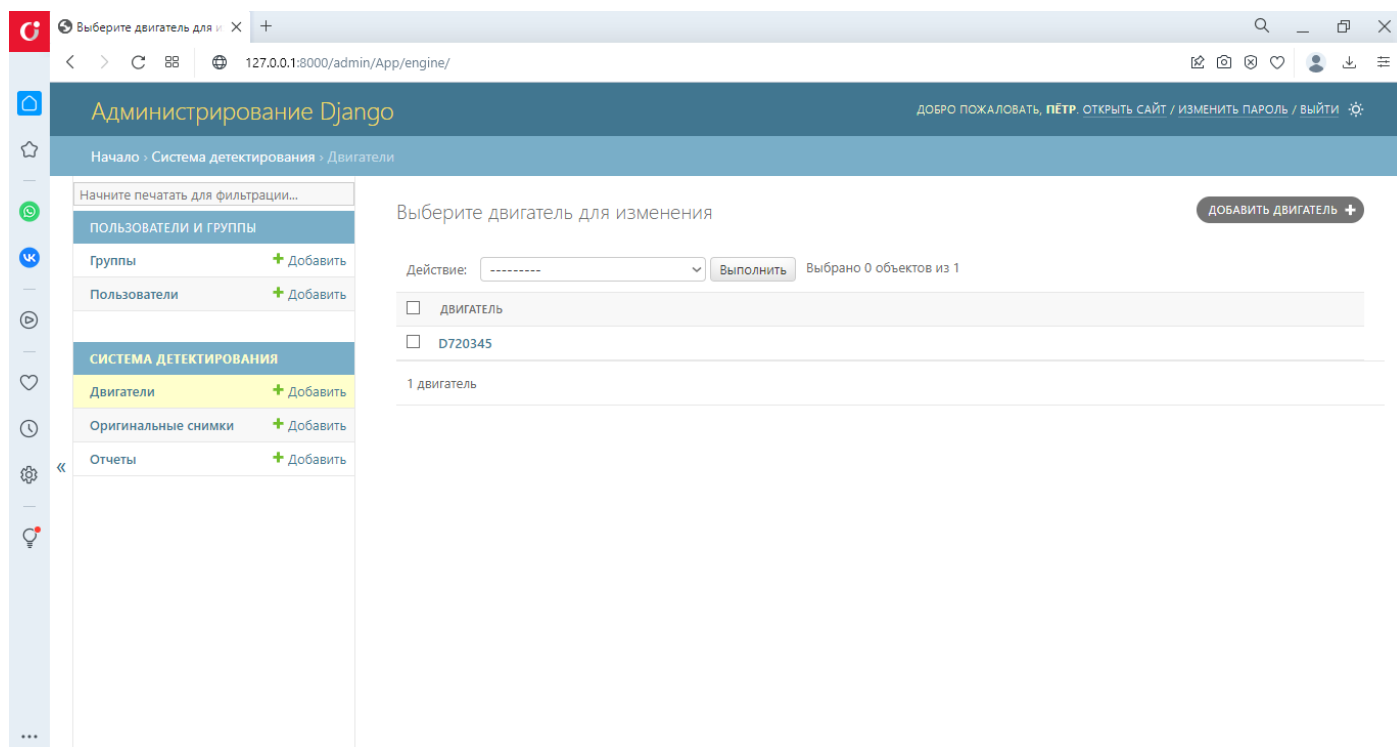 Выберите двигатель для и
127.0.0.1:8000/admin/App/engine/
Администрирование Django
ДОБРО ПОЖАЛОВАТЬ, ПЁТР. ОТКРЫТЬ САЙТ / ИЗМЕНИТЬ ПАРОЛЬ / ВЫЙТИ
Начало › Система детектирования › Двигатели
Начните печатать для фильтрации...
ПОЛЬЗОВАТЕЛИ И ГРУППЫ
Группы + Добавить
Пользователи + Добавить
СИСТЕМА ДЕТЕКТИРОВАНИЯ
Двигатели + Добавить
Оригинальные снимки + Добавить
Отчеты + Добавить
«
Выберите двигатель для изменения
ДОБАВИТЬ ДВИГАТЕЛЬ +
Действие: --------- Выполнить Выбрано 0 объектов из 1
ДВИГАТЕЛЬ
D720345
1 двигатель